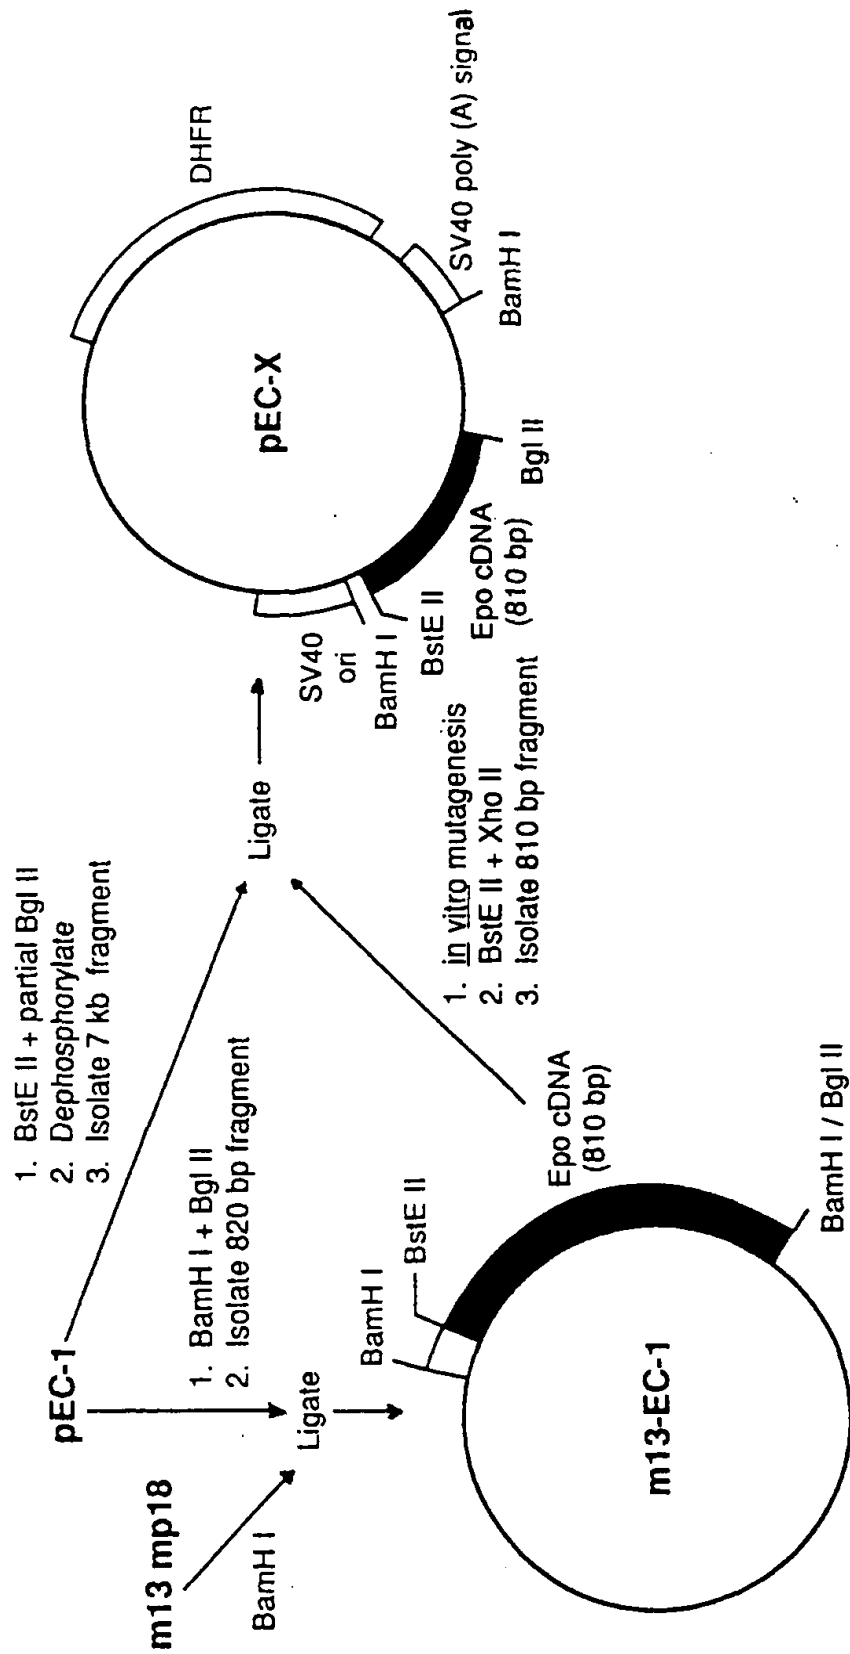 m13 mp18
BamH I
pEC-1
1. BamH I + Bgl II
2. Isolate 820 bp fragment
Ligate
1. BstE II + partial Bgl II
2. Dephosphorylate
3. Isolate 7 kb fragment
m13-EC-1
BamH I
BstE II
Epo cDNA
(810 bp)
BamH I / Bgl II
1. in vitro mutagenesis
2. BstE II + Xho II
3. Isolate 810 bp fragment
Ligate
pEC-X
SV40
ori
BamH I
BstE II
Epo cDNA
(810 bp)
Bgl II
BamH I
SV40 poly (A) signal
DHFR